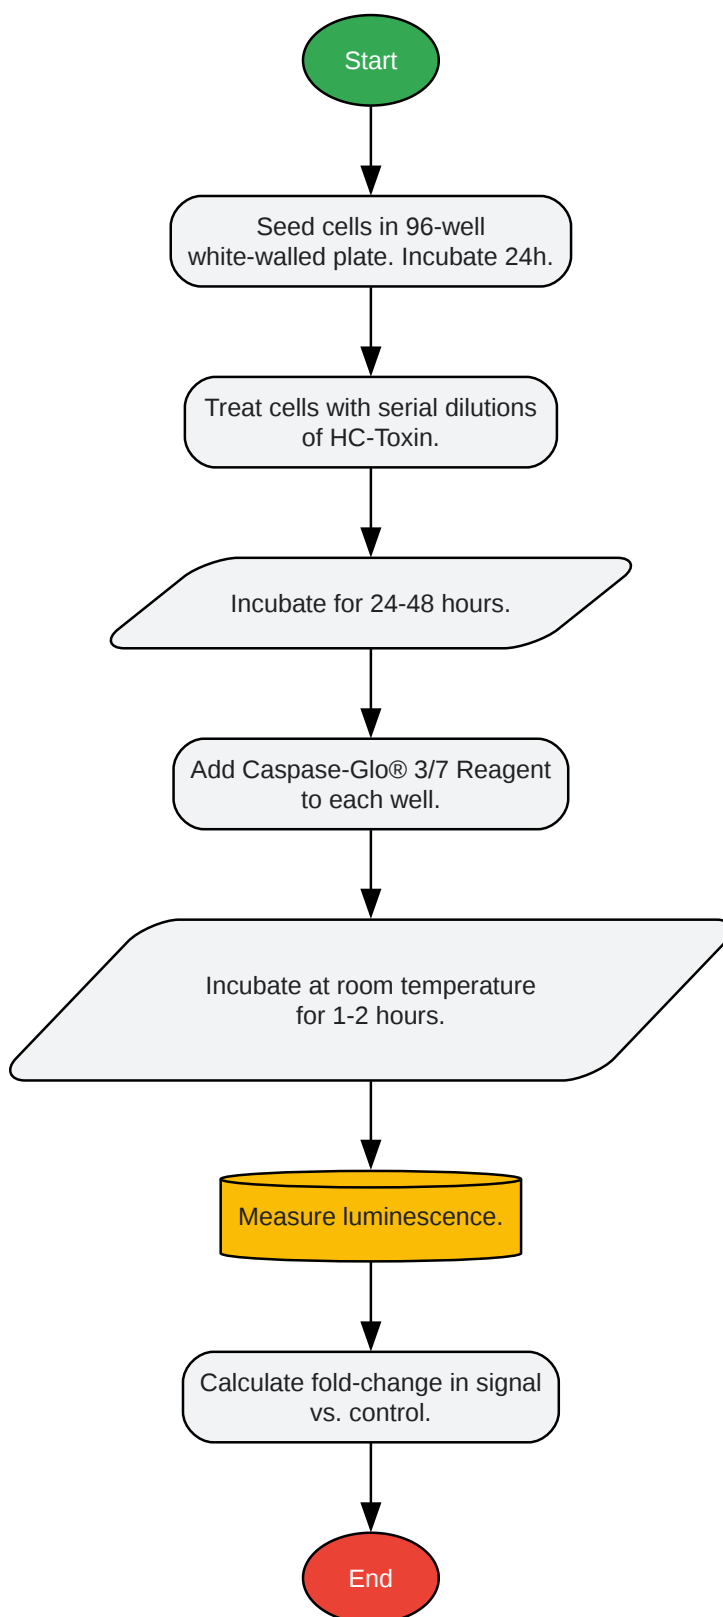 Start
Seed cells in 96-well
white-walled plate. Incubate 24h.
Treat cells with serial dilutions
of HC-Toxin.
Incubate for 24-48 hours.
Add Caspase-Glo® 3/7 Reagent
to each well.
Incubate at room temperature
for 1-2 hours.
Measure luminescence.
Calculate fold-change in signal
vs. control.
End